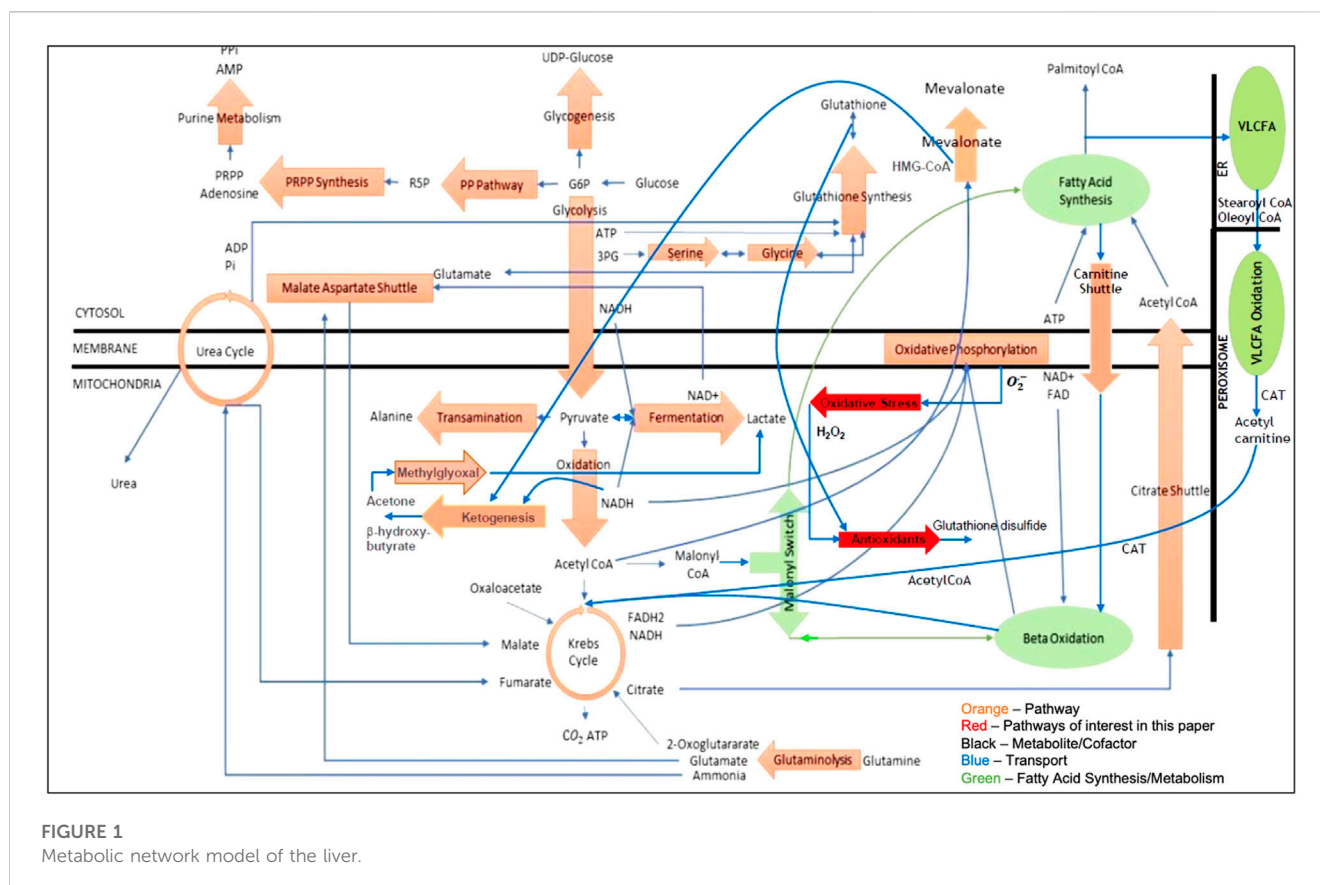 PPi
AMP
Purine Metabolism
PRPP
Adenosine
PRPP Synthesis
R5P
PP Pathway
UDP-Glucose
Glycogenesis
G6P
Glucose
Glycolysis
ATP
3PG
Serine
Glycine
Glutathione
Glutathione Synthesis
Mevalonate
Mevalonate
HMG-CoA
Palmitoyl CoA
Fatty Acid
Synthesis
VLCFA
ER
Stearoyl CoA
Oleoyl CoA
ADP
Pi
Malate Aspartate Shuttle
Glutamate
NADH
Carnitine
Shuttle
Acetyl CoA
ATP
VLCFA Oxidation
PEROXISOME
CYTOSOL
MEMBRANE
MITOCHONDRIA
Urea Cycle
Oxidative Phosphorylation
O2−
NAD+
FAD
CAT
Acetyl
carnitine
Urea
Alanine
Transamination
Pyruvate
Fermentation
NAD+
Lactate
Oxidative Stress
H2O2
Methylglyoxal
Oxidation
Acetone
Ketogenesis
NADH
β-hydroxy-
butyrate
Malonyl Switch
Antioxidants
Glutathione disulfide
Citrate Shuttle
CAT
Acetyl CoA
Malonyl
CoA
AcetylCoA
Oxaloacetate
FADH2
NADH
Malate
Krebs
Cycle
Beta Oxidation
Fumarate
Citrate
CO2 ATP
2-Oxoglutararate
Glutamate
Ammonia
Glutaminolysis
Glutamine
Orange – Pathway
Red – Pathways of interest in this paper
Black – Metabolite/Cofactor
Blue – Transport
Green – Fatty Acid Synthesis/Metabolism
FIGURE 1
Metabolic network model of the liver.